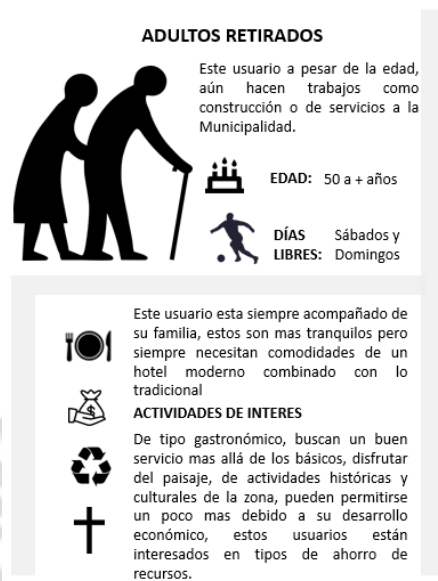 ADULTOS RETIRADOS
Este usuario a pesar de la edad,
aún hacen trabajos como
construcción o de servicios a la
Municipalidad.
EDAD: 50 a + años
DÍAS Sábados y
LIBRES: Domingos
Este usuario esta siempre acompañado de
su familia, estos son mas tranquilos pero
siempre necesitan comodidades de un
hotel moderno combinado con lo
tradicional
ACTIVIDADES DE INTERES
De tipo gastronómico, buscan un buen
servicio mas allá de los básicos, disfrutar
del paisaje, de actividades históricas y
culturales de la zona, pueden permitirse
un poco mas debido a su desarrollo
económico, estos usuarios están
interesados en tipos de ahorro de
recursos.